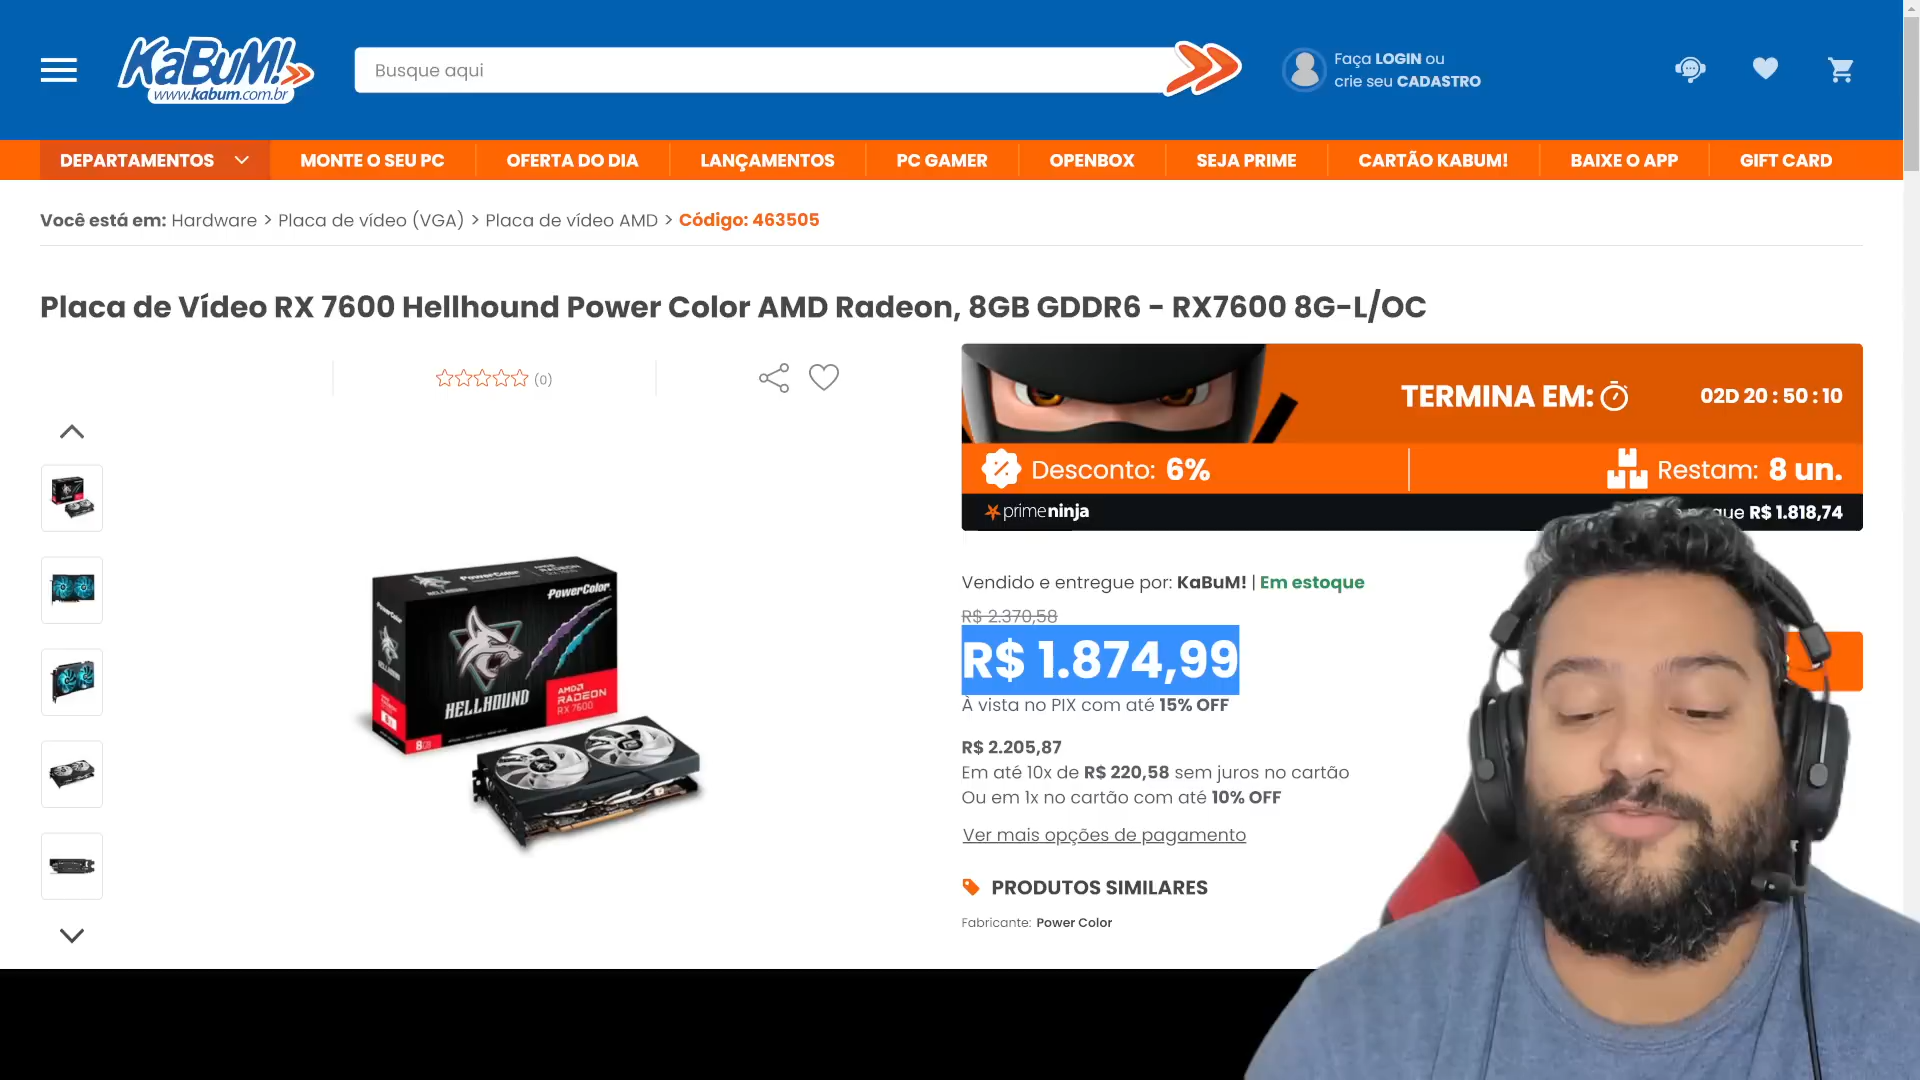 KaBuM!
www.kabum.com.br
Busque aqui
Faça LOGIN ou
crie seu CADASTRO
DEPARTAMENTOS
MONTE O SEU PC
OFERTA DO DIA
LANÇAMENTOS
PC GAMER
OPENBOX
SEJA PRIME
CARTÃO KABUM!
BAIXE O APP
GIFT CARD
Você está em: Hardware > Placa de vídeo (VGA) > Placa de vídeo AMD > Código: 463505
Placa de Vídeo RX 7600 Hellhound Power Color AMD Radeon, 8GB GDDR6 - RX7600 8G-L/OC
(0)
TERMINA EM:
02D 20 : 50 : 10
Desconto: 6%
Restam: 8 un.
primeninja
R$ 1.818,74
PowerColor
HELLHOUND
AMD
RADEON
RX 7600
8GB
Vendido e entregue por: KaBuM! | Em estoque
R$ 2.370,58
R$ 1.874,99
À vista no PIX com até 15% OFF
R$ 2.205,87
Em até 10x de R$ 220,58 sem juros no cartão
Ou em 1x no cartão com até 10% OFF
Ver mais opções de pagamento
PRODUTOS SIMILARES
Fabricante: Power Color